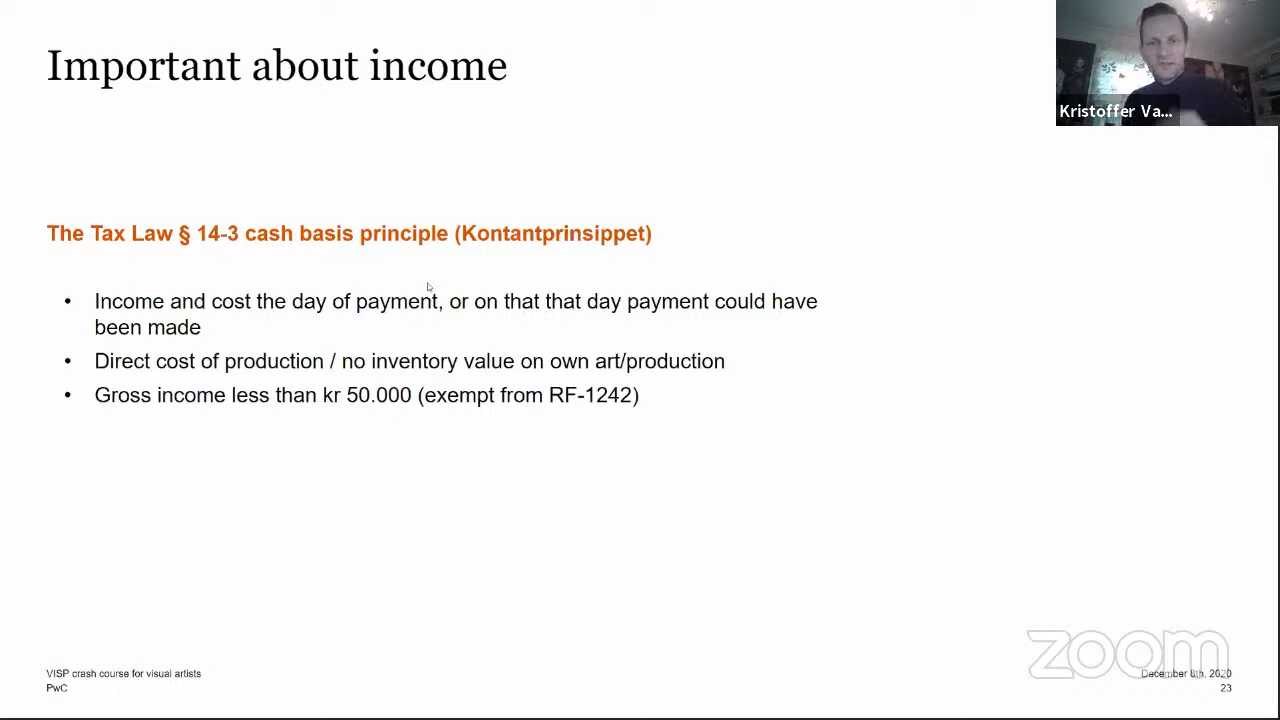 Important about income
Kristoffer Va...
The Tax Law § 14-3 cash basis principle (Kontantprinsippet)
• Income and cost the day of payment, or on that that day payment could have
been made
• Direct cost of production / no inventory value on own art/production
• Gross income less than kr 50.000 (exempt from RF-1242)
zoom
VISP crash course for visual artists
December 8th, 2020
PwC
23